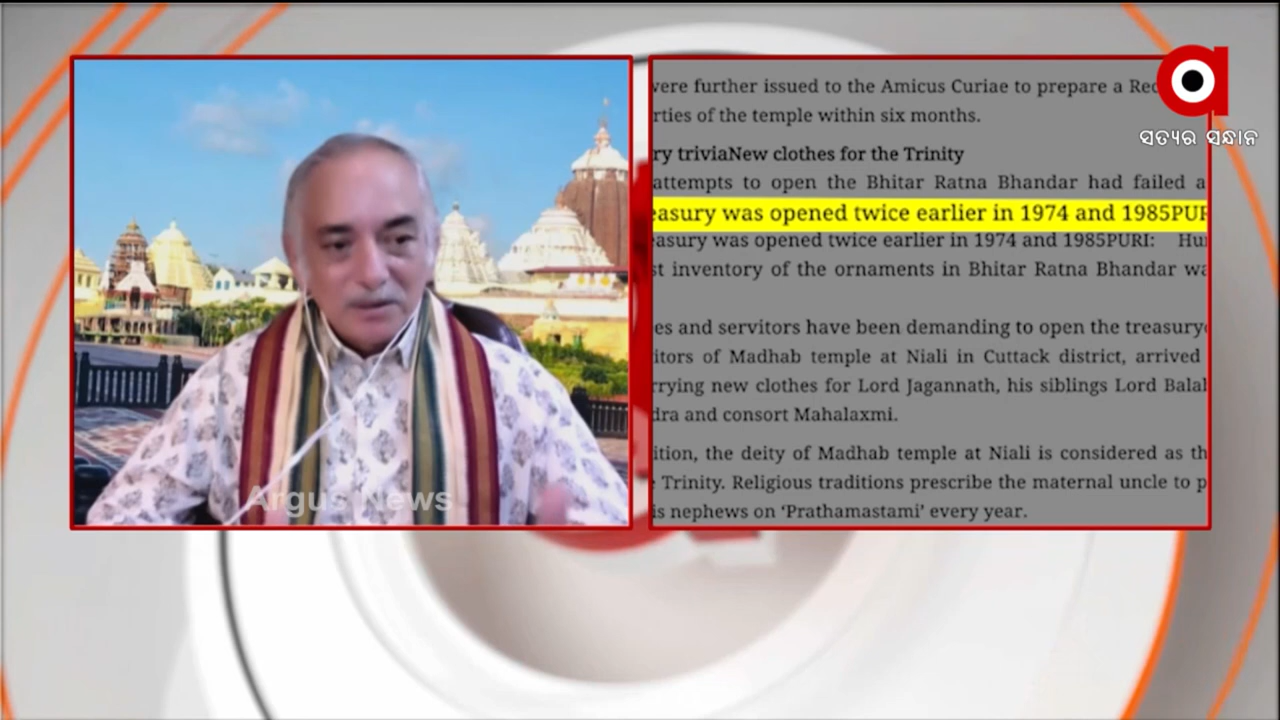 were further issued to the Amicus Curiae to prepare a Rec
rties of the temple within six months.
ry triviaNew clothes for the Trinity
attempts to open the Bhitar Ratna Bhandar had failed a
easury was opened twice earlier in 1974 and 1985PUR
easury was opened twice earlier in 1974 and 1985PURI: Hu
st inventory of the ornaments in Bhitar Ratna Bhandar wa
es and servitors have been demanding to open the treasury
itors of Madhab temple at Niali in Cuttack district, arrived
rrying new clothes for Lord Jagannath, his siblings Lord Balab
dra and consort Mahalaxmi.
ition, the deity of Madhab temple at Niali is considered as th
Trinity. Religious traditions prescribe the maternal uncle to p
is nephews on ‘Prathamastami’ every year.
ସତ୍ୟର ସନ୍ଧାନ
Argus News